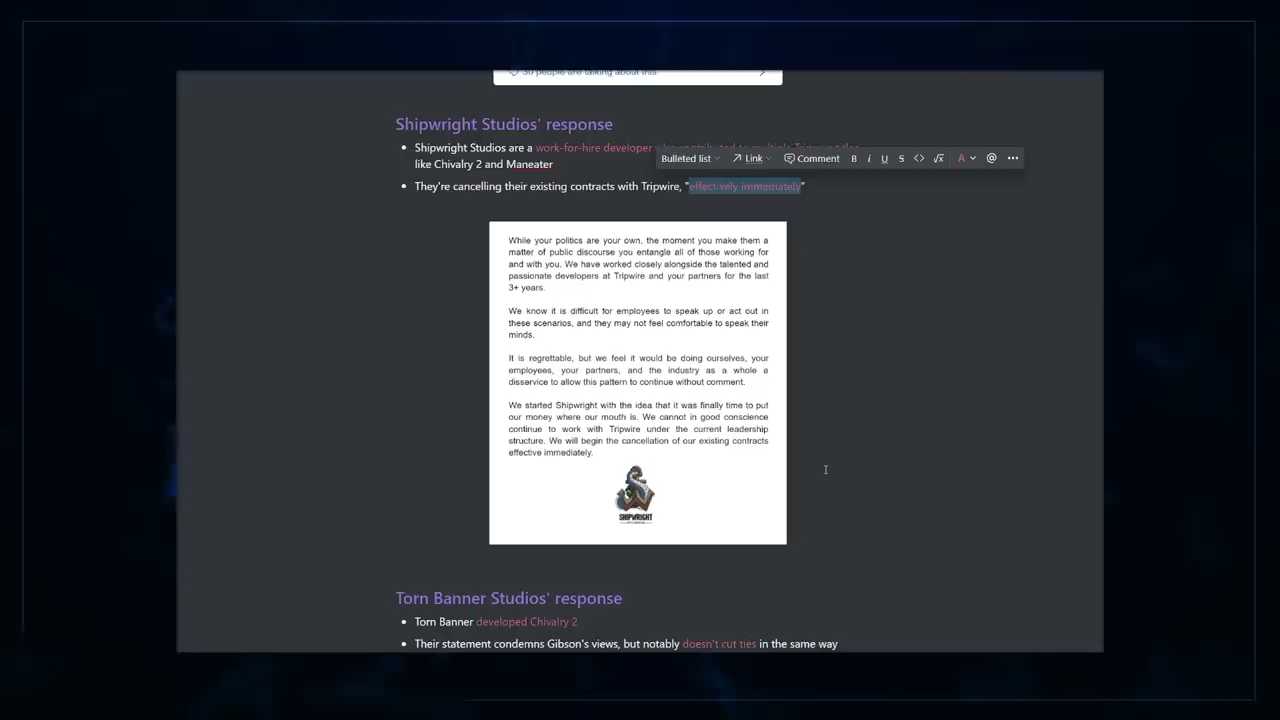 30 people are talking about this
Shipwright Studios' response
Shipwright Studios are a work-for-hire developer
like Chivalry 2 and Maneater
Bulleted list Link Comment B i U S <> √x A @ •••
They're cancelling their existing contracts with Tripwire, "effectively immediately"
While your politics are your own, the moment you make them a
matter of public discourse you entangle all of those working for
and with you. We have worked closely alongside the talented and
passionate developers at Tripwire and your partners for the last
3+ years.
We know it is difficult for employees to speak up or act out in
these scenarios, and they may not feel comfortable to speak their
minds.
It is regrettable, but we feel it would be doing ourselves, your
employees, your partners, and the industry as a whole a
disservice to allow this pattern to continue without comment.
We started Shipwright with the idea that it was finally time to put
our money where our mouth is. We cannot in good conscience
continue to work with Tripwire under the current leadership
structure. We will begin the cancellation of our existing contracts
effective immediately.
SHIPWRIGHT
Torn Banner Studios' response
Torn Banner developed Chivalry 2
Their statement condemns Gibson's views, but notably doesn't cut ties in the same way